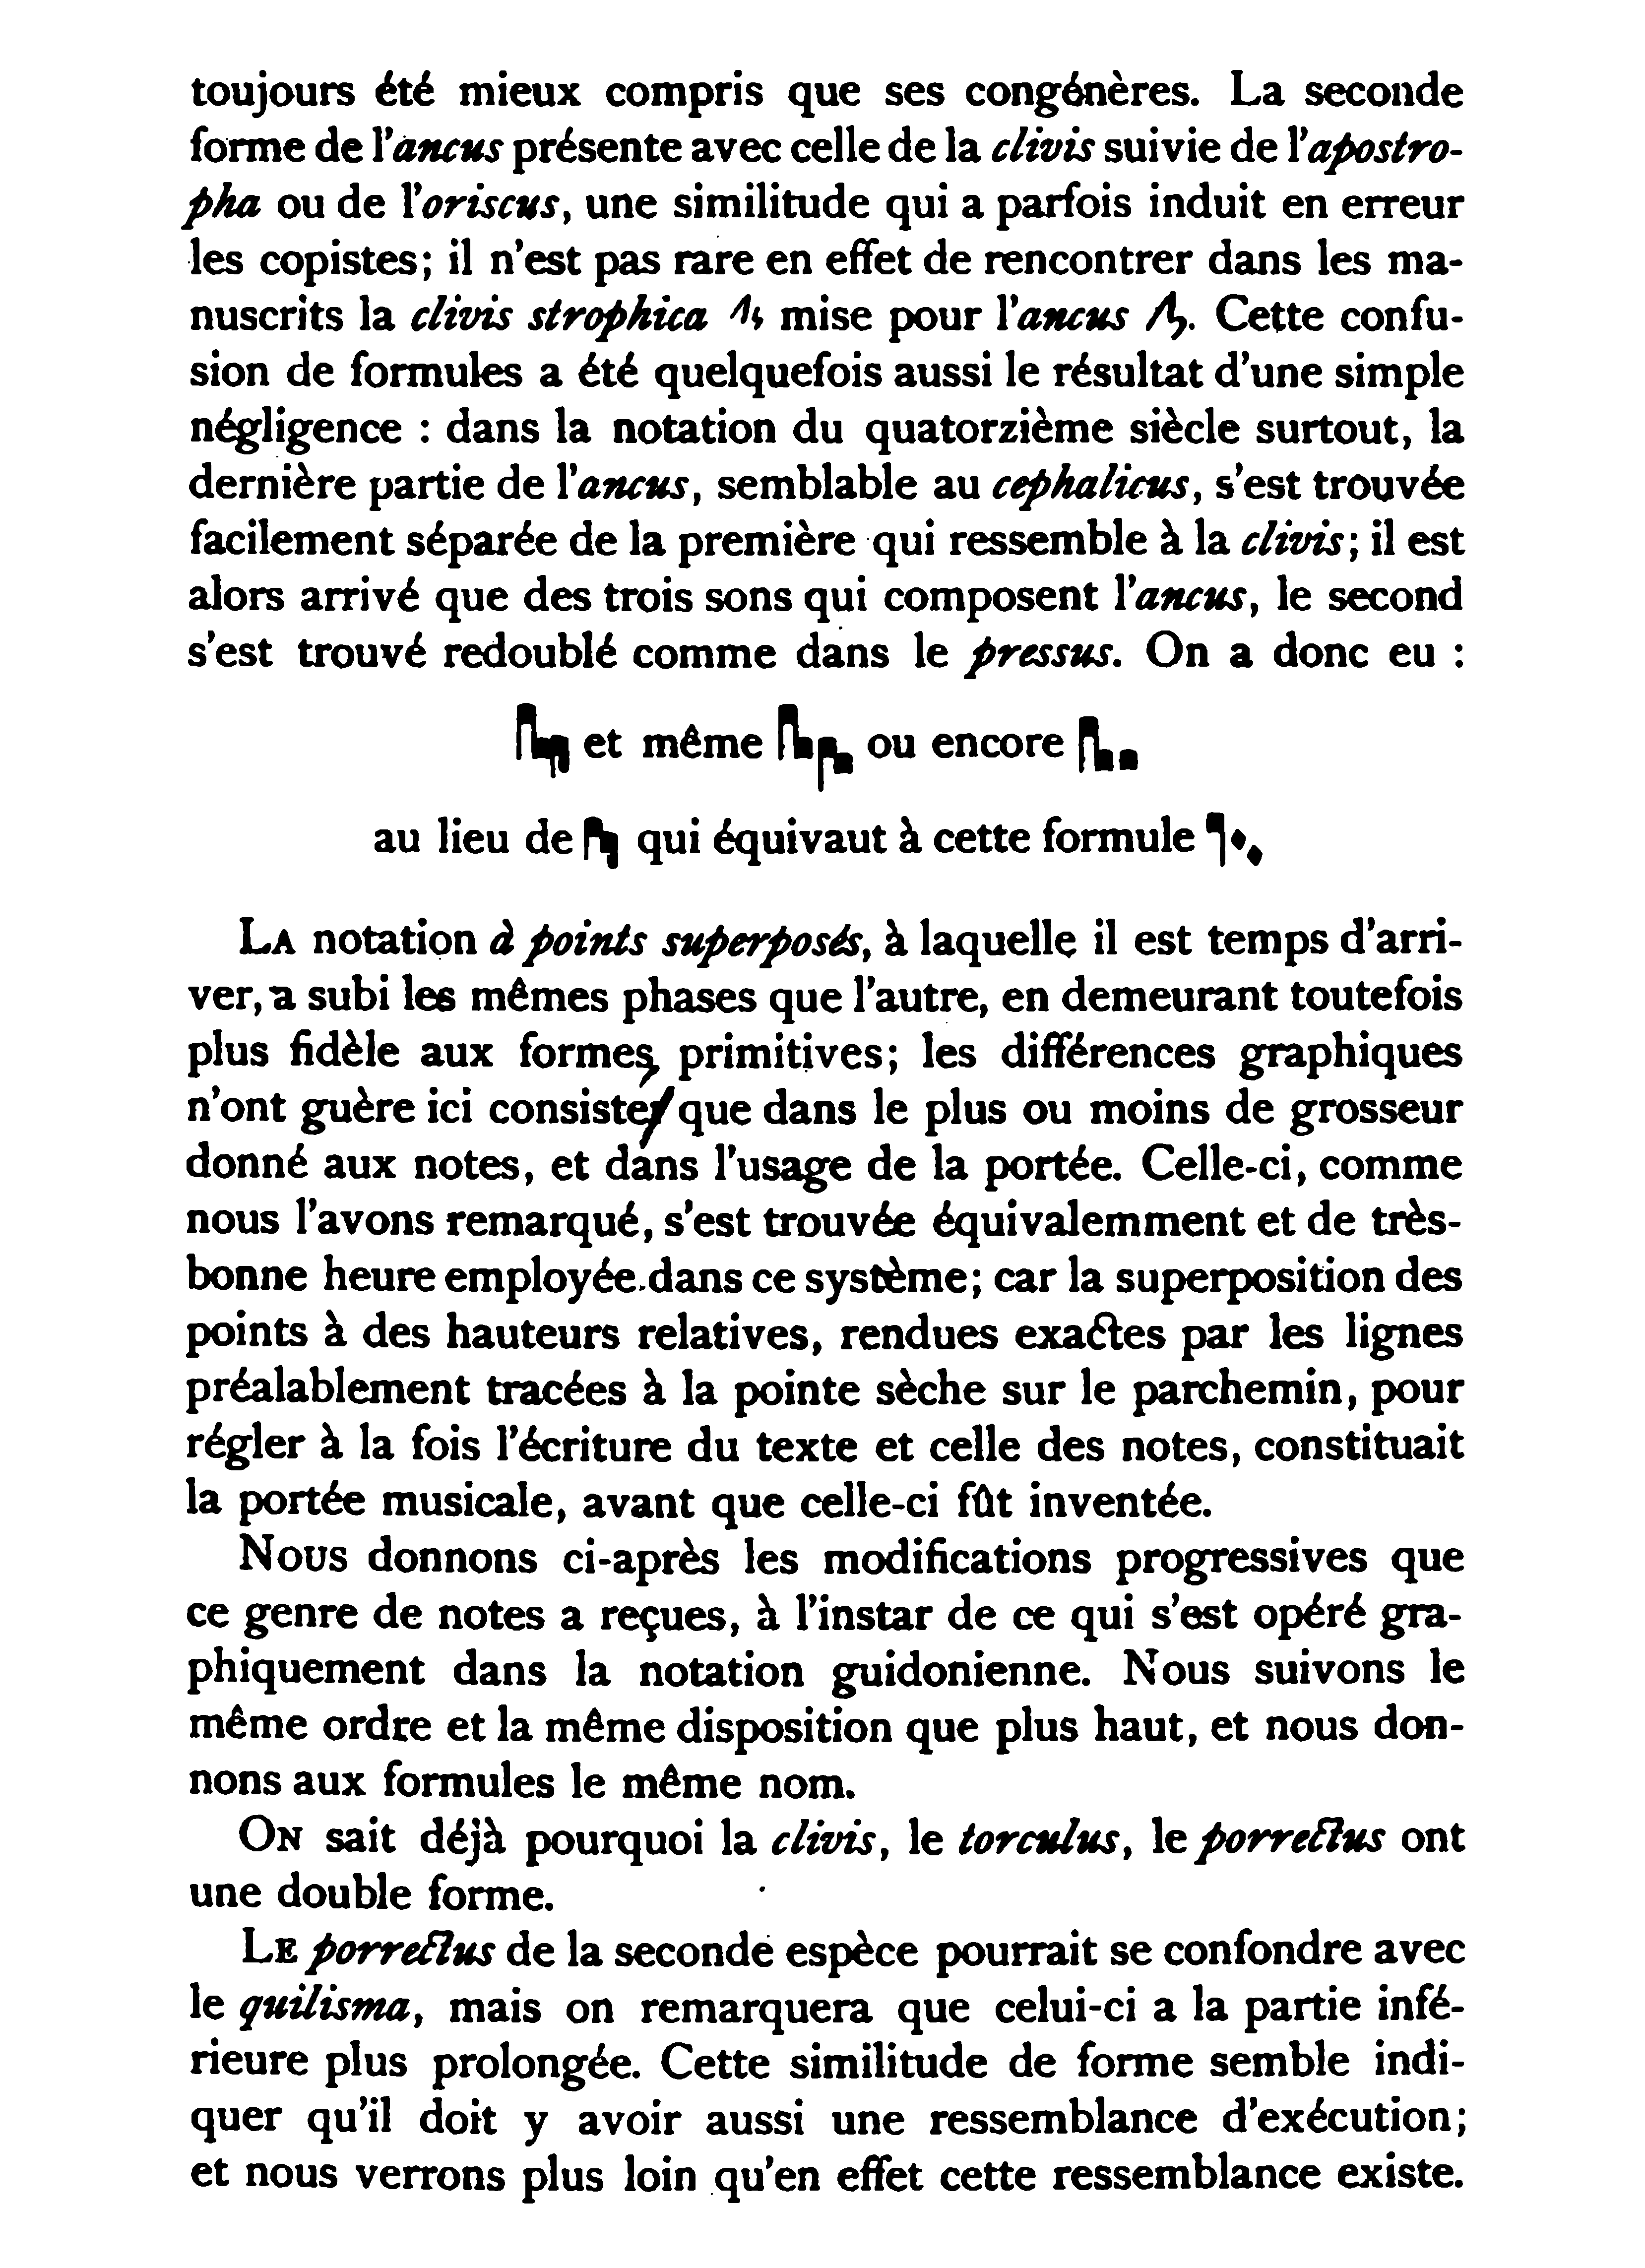 toujours été mieux compris que ses congénères. La seconde
forme de l'ancus présente avec celle de la clivis suivie de l'apostro-
pha ou de l'oriscus, une similitude qui a parfois induit en erreur
les copistes; il n'est pas rare en effet de rencontrer dans les ma-
nuscrits la clivis strophica mise pour l'ancus. Cette confu-
sion de formules a été quelquefois aussi le résultat d'une simple
négligence : dans la notation du quatorzième siècle surtout, la
dernière partie de l'ancus, semblable au cephalicus, s'est trouvée
facilement séparée de la première qui ressemble à la clivis; il est
alors arrivé que des trois sons qui composent l'ancus, le second
s'est trouvé redoublé comme dans le pressus. On a donc eu :
et même ou encore
au lieu de qui équivaut à cette formule
LA notation à points superposés, à laquelle il est temps d'arri-
ver, a subi les mêmes phases que l'autre, en demeurant toutefois
plus fidèle aux formes primitives; les différences graphiques
n'ont guère ici consisté que dans le plus ou moins de grosseur
donné aux notes, et dans l'usage de la portée. Celle-ci, comme
nous l'avons remarqué, s'est trouvée équivalemment et de très-
bonne heure employée dans ce système; car la superposition des
points à des hauteurs relatives, rendues exactes par les lignes
préalablement tracées à la pointe sèche sur le parchemin, pour
régler à la fois l'écriture du texte et celle des notes, constituait
la portée musicale, avant que celle-ci fût inventée.
NOUS donnons ci-après les modifications progressives que
ce genre de notes a reçues, à l'instar de ce qui s'est opéré gra-
phiquement dans la notation guidonienne. Nous suivons le
même ordre et la même disposition que plus haut, et nous don-
nons aux formules le même nom.
ON sait déjà pourquoi la clivis, le torculus, le porrectus ont
une double forme.
LE porrectus de la seconde espèce pourrait se confondre avec
le quilisma, mais on remarquera que celui-ci a la partie infé-
rieure plus prolongée. Cette similitude de forme semble indi-
quer qu'il doit y avoir aussi une ressemblance d'exécution;
et nous verrons plus loin qu'en effet cette ressemblance existe.